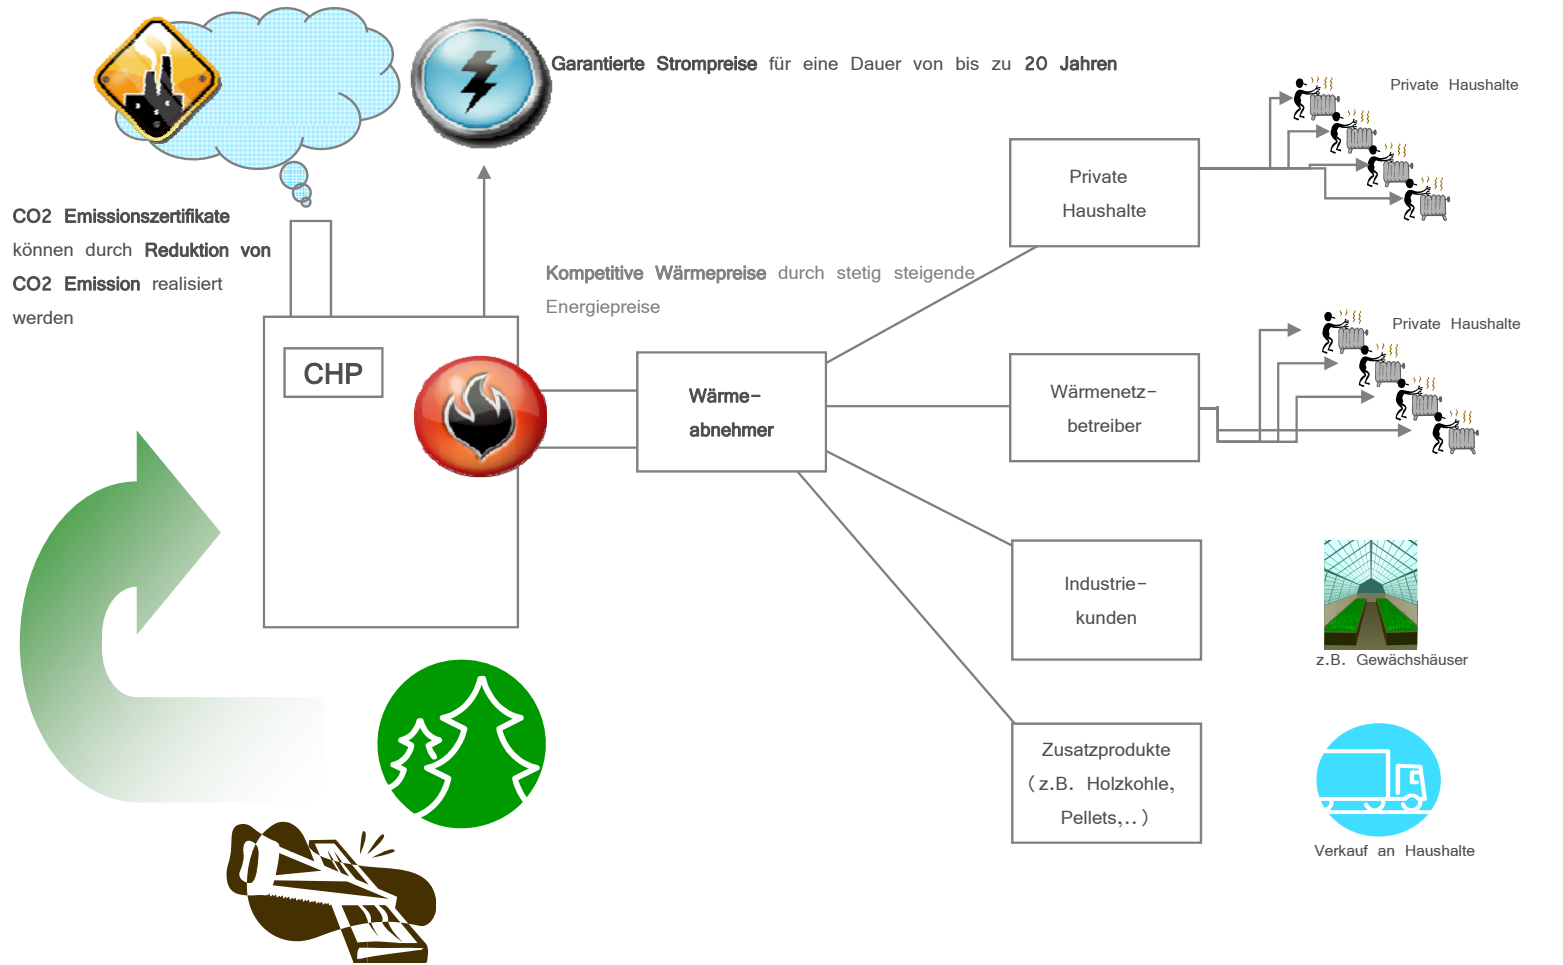 Garantierte Strompreise für eine Dauer von bis zu 20 Jahren
CO2 Emissionszertifikate
können durch Reduktion von
CO2 Emission realisiert
werden
Kompetitive Wärmepreise durch stetig steigende
Energiepreise
CHP
Wärme-
abnehmer
Private
Haushalte
Private Haushalte
Wärmenetz-
betreiber
Private Haushalte
Industrie-
kunden
z.B. Gewächshäuser
Zusatzprodukte
(z.B. Holzkohle,
Pellets,..)
Verkauf an Haushalte